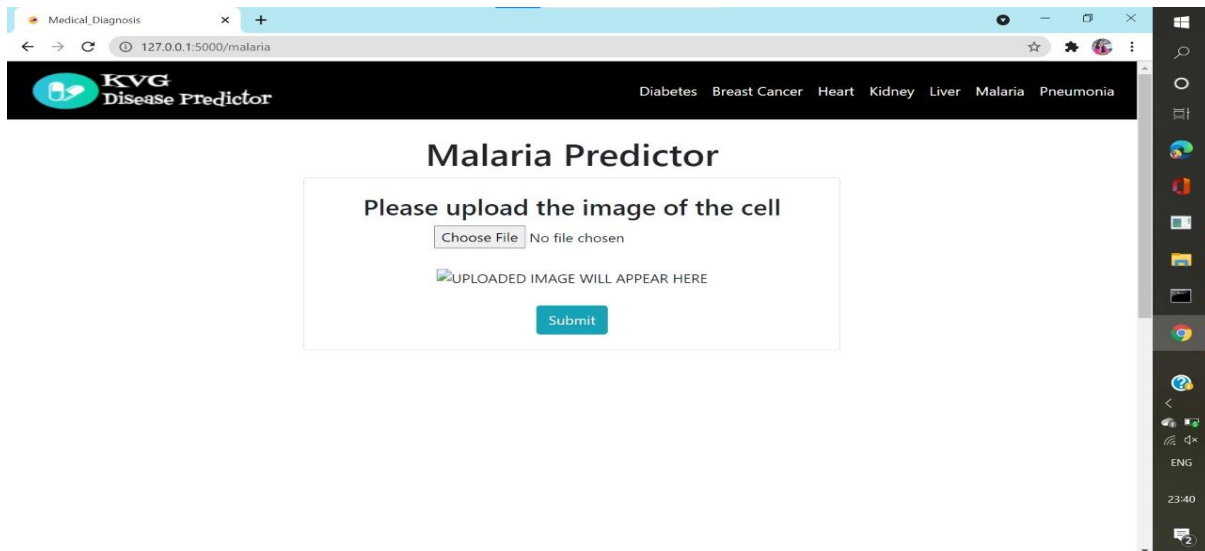 Medical_Diagnosis
127.0.0.1:5000/malaria
KVG
Disease Predictor
Diabetes Breast Cancer Heart Kidney Liver Malaria Pneumonia
Malaria Predictor
Please upload the image of the cell
Choose File No file chosen
UPLOADED IMAGE WILL APPEAR HERE
Submit
ENG
23:40
2